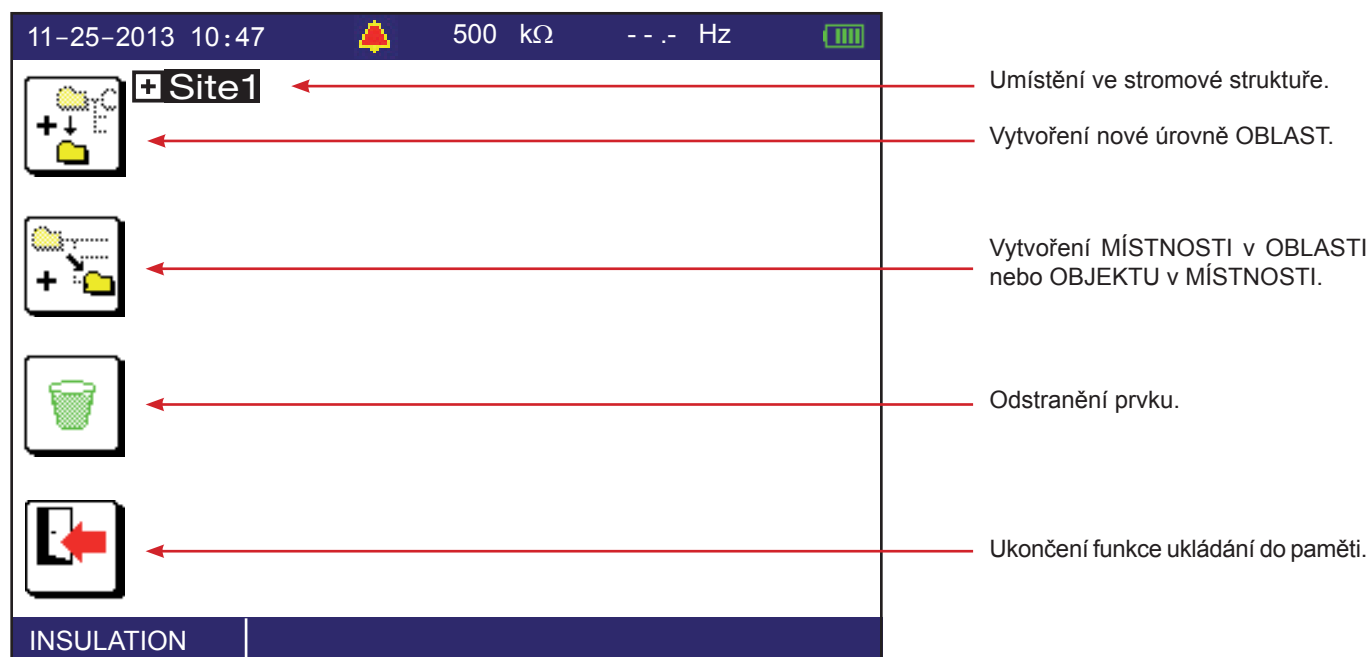 11-25-2013 10:47 500 kΩ - - .- Hz
Site1
Umístění ve stromové struktuře.
Vytvoření nové úrovně OBLAST.
Vytvoření MÍSTNOSTI v OBLASTI
nebo OBJEKTU v MÍSTNOSTI.
Odstranění prvku.
Ukončení funkce ukládání do paměti.
INSULATION